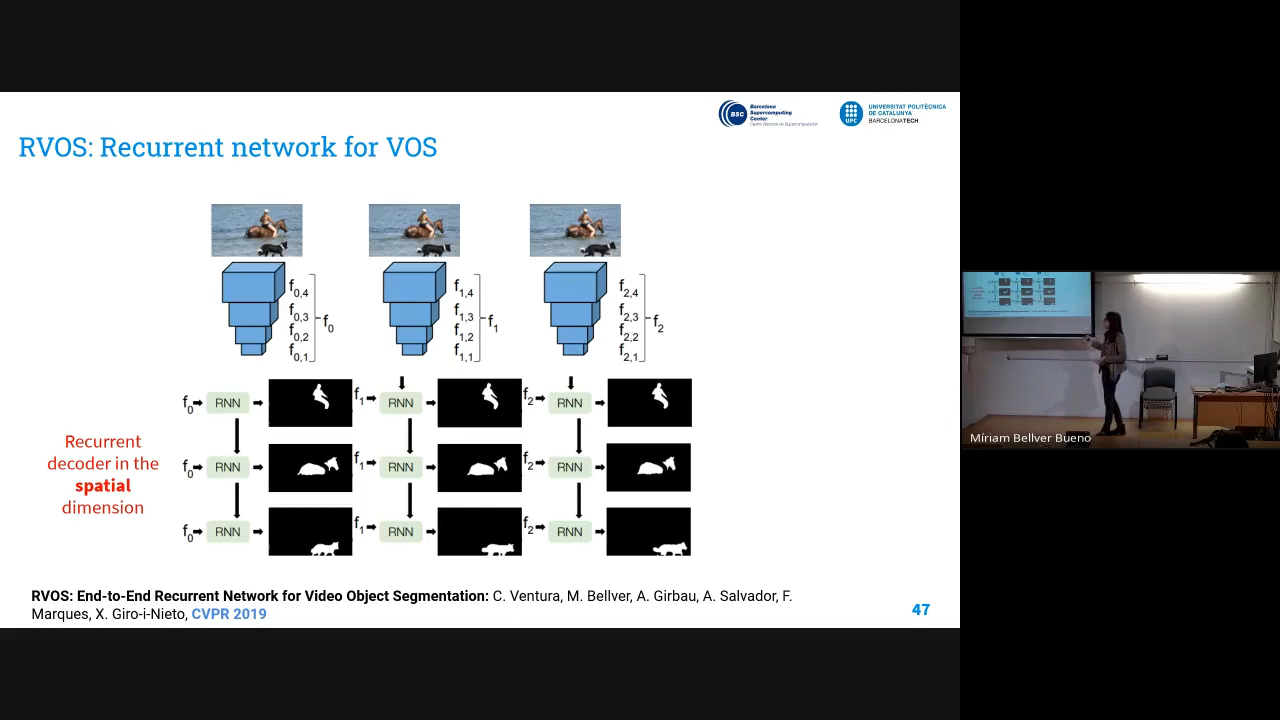 BSC
Barcelona
Supercomputing
Center
Centro Nacional de Supercomputación
UPC
UNIVERSITAT POLITÈCNICA
DE CATALUNYA
BARCELONATECH
RVOS: Recurrent network for VOS
f0,4
f0,3
f0,2
f0,1
f0
f1,4
f1,3
f1,2
f1,1
f1
f2,4
f2,3
f2,2
f2,1
f2
f0 RNN f1 RNN f2 RNN
f0 RNN f1 RNN f2 RNN
f0 RNN f1 RNN f2 RNN
Recurrent
decoder in the
spatial
dimension
RVOS: End-to-End Recurrent Network for Video Object Segmentation: C. Ventura, M. Bellver, A. Girbau, A. Salvador, F.
Marques, X. Giro-i-Nieto, CVPR 2019
47
Míriam Bellver Bueno